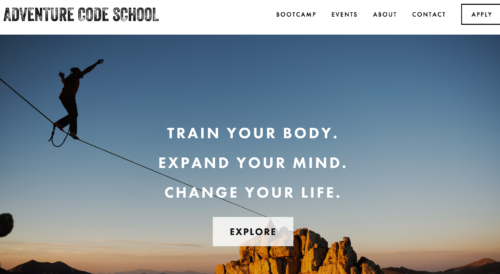 ADVENTURE CODE SCHOOL
BOOTCAMP EVENTS ABOUT CONTACT APPLY
TRAIN YOUR BODY.
EXPAND YOUR MIND.
CHANGE YOUR LIFE.
EXPLORE